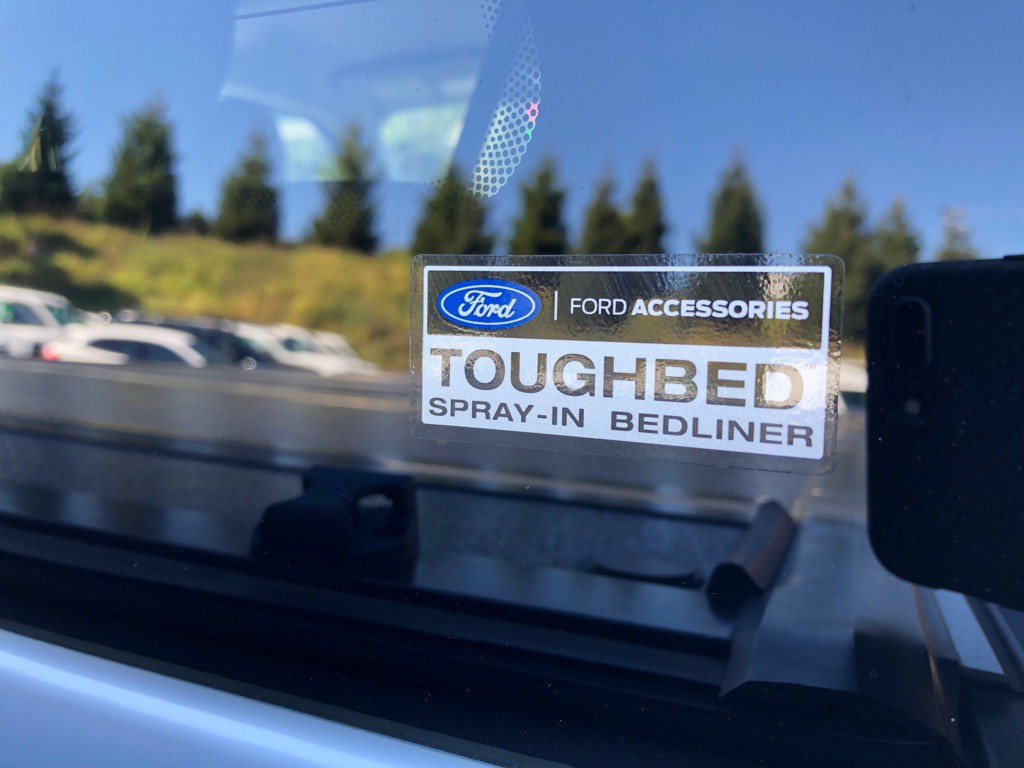 Ford | FORD ACCESSORIES
TOUGHBED
SPRAY-IN BEDLINER